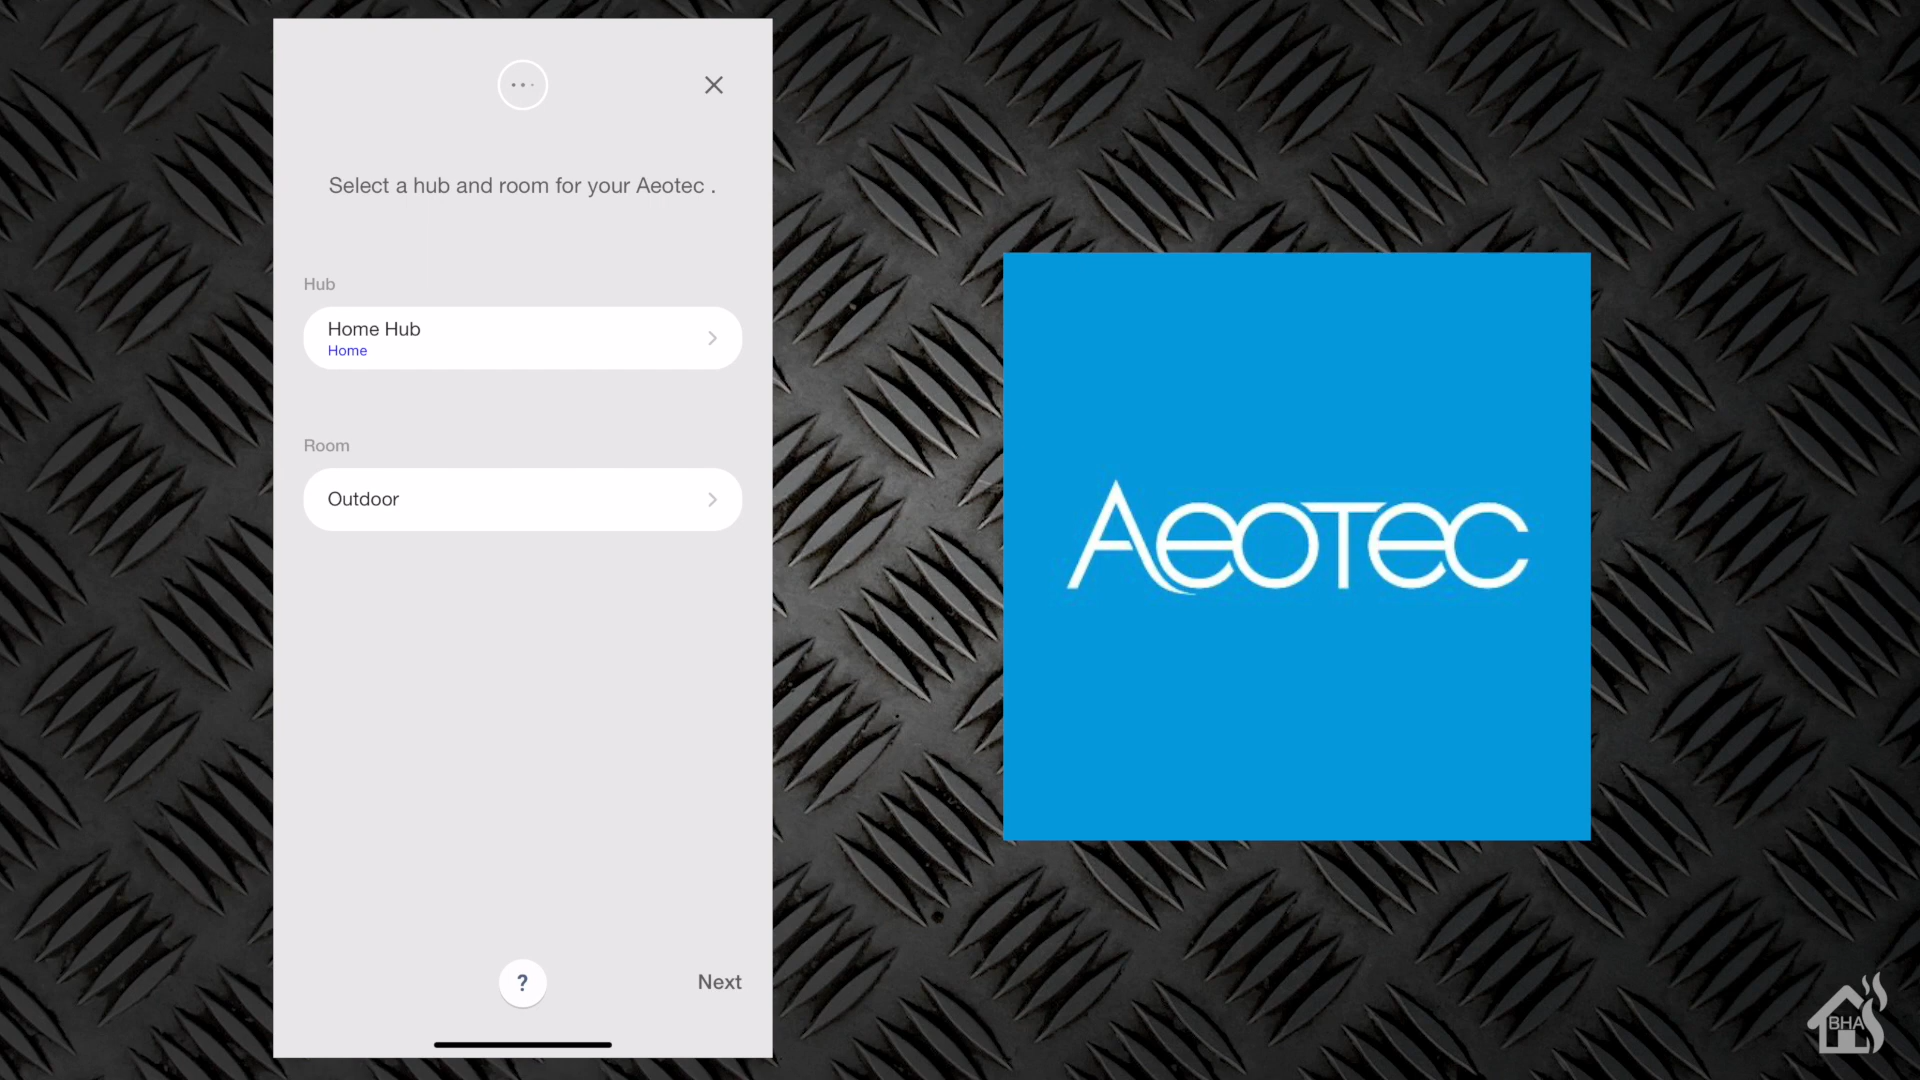 Select a hub and room for your Aeotec .
Hub
Home Hub
Home
Room
Outdoor
?
Next
AEOTEC
BHA